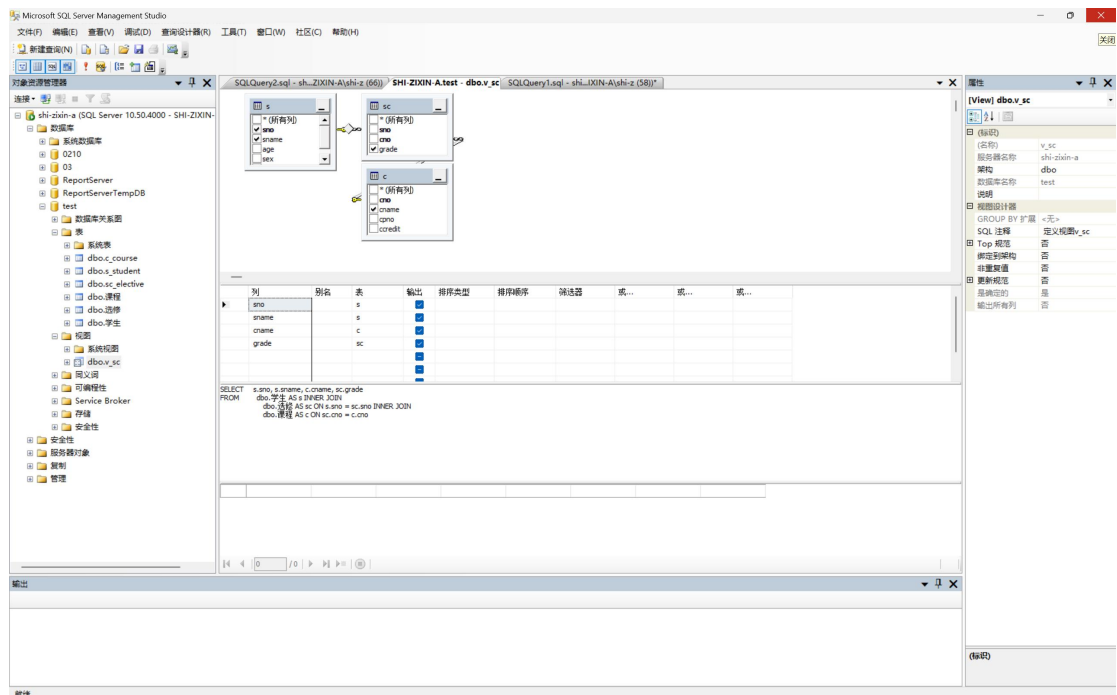 Microsoft SQL Server Management Studio
文件(F) 编辑(E) 查看(V) 调试(D) 查询设计器(R) 工具(T) 窗口(W) 社区(C) 帮助(H)
关闭
新建查询(N)
对象资源管理器
连接
shi-zixin-a (SQL Server 10.50.4000 - SHI-ZIXIN-
数据库
系统数据库
0210
03
ReportServer
ReportServerTempDB
test
数据库关系图
表
系统表
dbo.c_course
dbo.s_student
dbo.sc_elective
dbo.课程
dbo.选修
dbo.学生
视图
系统视图
dbo.v_sc
同义词
可编程性
Service Broker
存储
安全性
安全性
服务器对象
复制
管理
SQLQuery2.sql - sh...ZIXIN-A\shi-z (66))
SHI-ZIXIN-A.test - dbo.v_sc
SQLQuery1.sql - shi...IXIN-A\shi-z (58))*
s
* (所有列)
sno
sname
age
sex
sc
* (所有列)
sno
cno
grade
c
* (所有列)
cno
cname
cpno
ccredit
列 别名 表 输出 排序类型 排序顺序 筛选器 或... 或... 或...
sno s
sname s
cname c
grade sc
SELECT s.sno, s.sname, c.cname, sc.grade
FROM dbo.学生 AS s INNER JOIN
dbo.选修 AS sc ON s.sno = sc.sno INNER JOIN
dbo.课程 AS c ON sc.cno = c.cno
0 / 0
属性
[View] dbo.v_sc
(标识)
(名称) v_sc
服务器名称 shi-zixin-a
架构 dbo
数据库名称 test
说明
视图设计器
GROUP BY 扩展 <无>
SQL 注释 定义视图v_sc
Top 规范 否
绑定到架构 否
非重复值 否
更新规范 否
是确定的 是
输出所有列 否
(标识)
输出
就绪